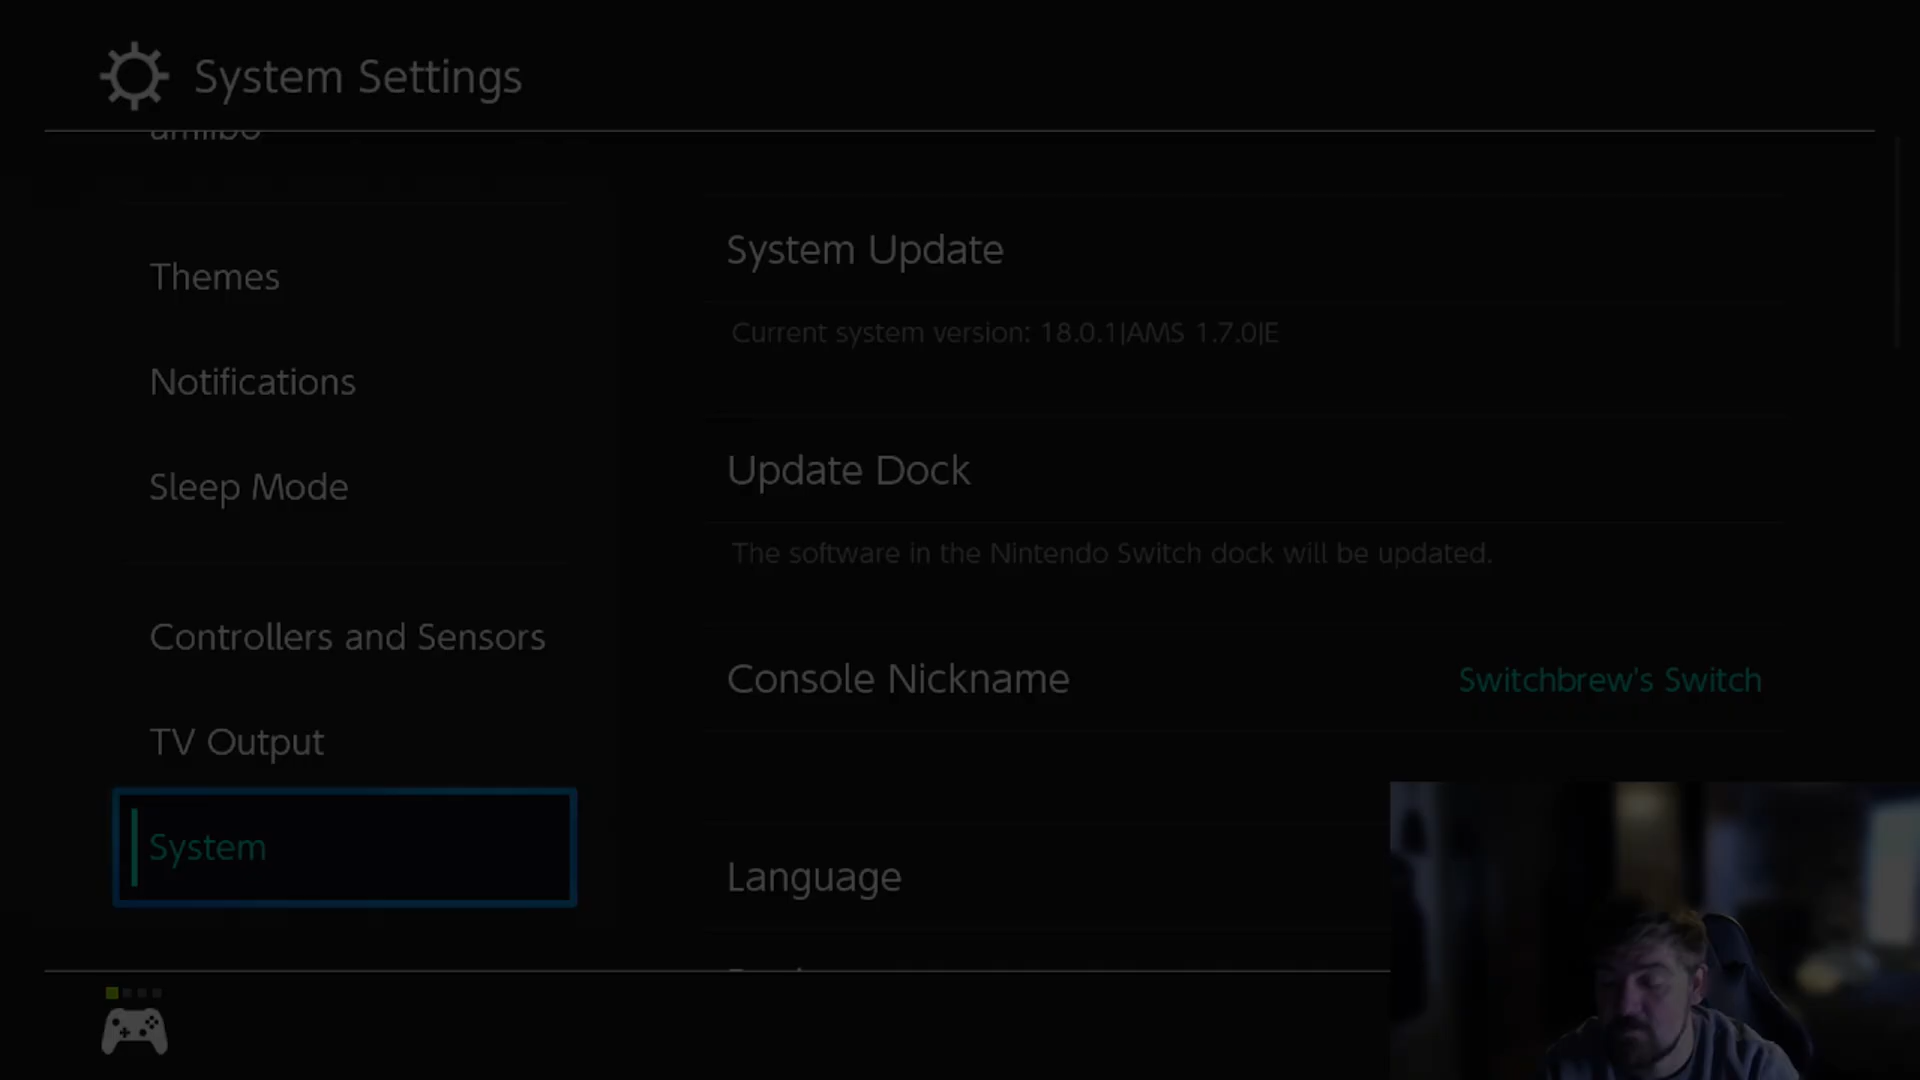 System Settings
amiibo
Themes
Notifications
Sleep Mode
Controllers and Sensors
TV Output
System
System Update
Current system version: 18.0.1|AMS 1.7.0|E
Update Dock
The software in the Nintendo Switch dock will be updated.
Console Nickname
Switchbrew's Switch
Language